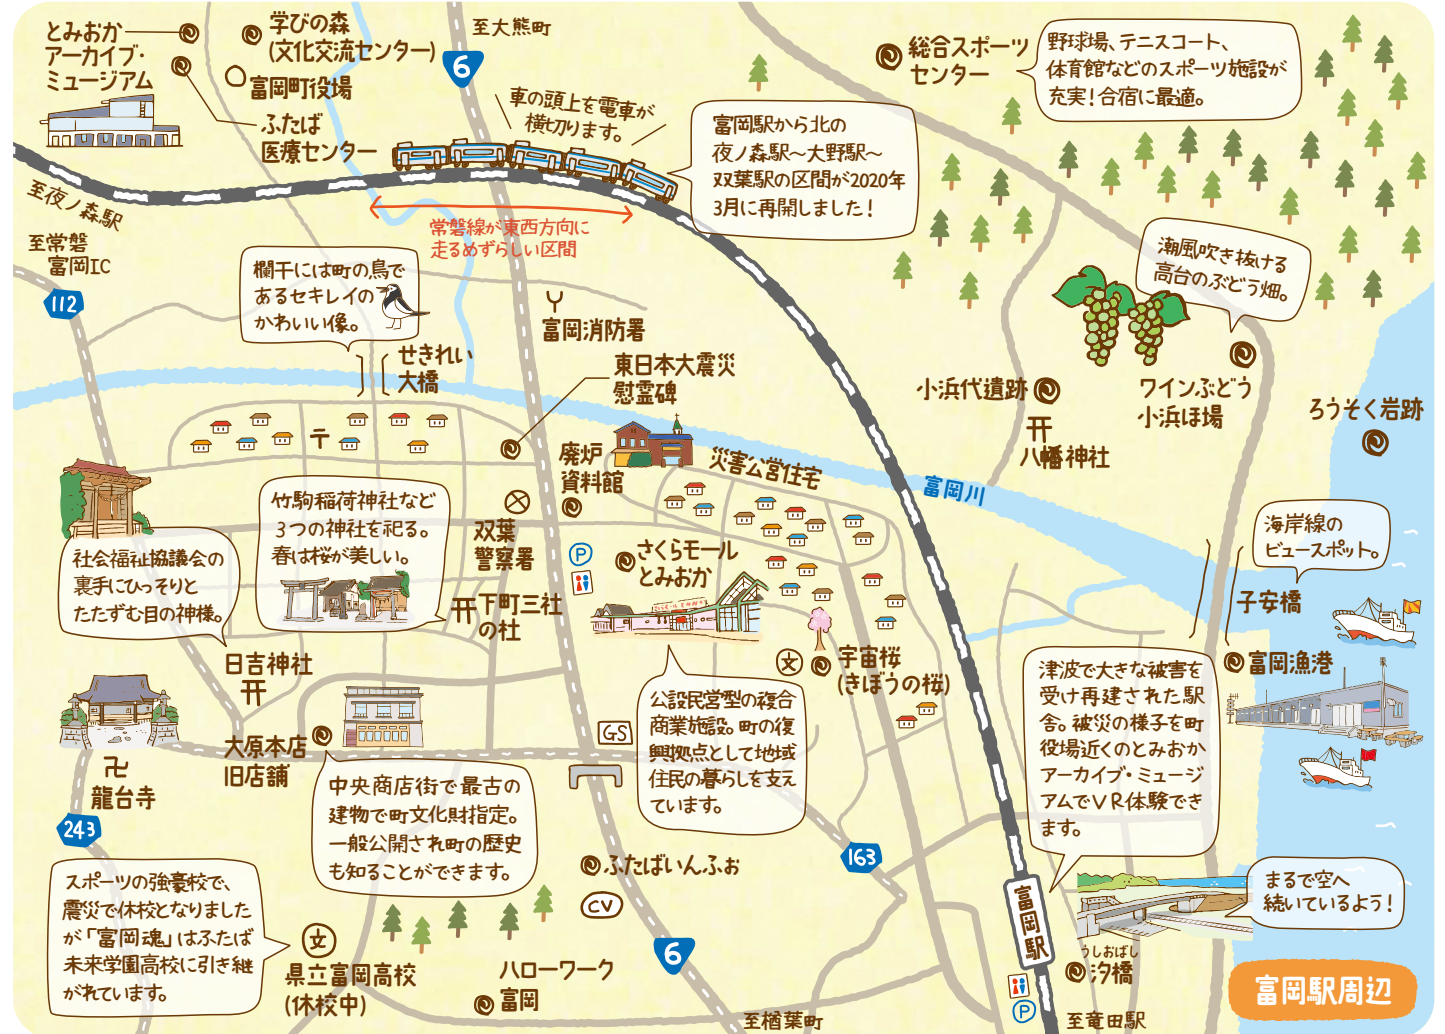 とみおか
アーカイブ・
ミュージアム
学びの森
(文化交流センター)
富岡町役場
ふたば
医療センター
至大熊町
6
車の頭上を電車が
横切ります。
富岡駅から北の
夜ノ森駅〜大野駅〜
双葉駅の区間が2020年
3月に再開しました！
総合スポーツ
センター
野球場、テニスコート、
体育館などのスポーツ施設が
充実！合宿に最適。
至夜ノ森駅
常磐線が東西方向に
走るめずらしい区間
至常磐
富岡IC
112
欄干には町の鳥で
あるセキレイの
かわいい像。
せきれい
大橋
富岡消防署
東日本大震災
慰霊碑
潮風吹き抜ける
高台のぶどう畑。
小浜代遺跡
ワインぶどう
小浜ほ場
八幡神社
ろうそく岩跡
廃炉
資料館
災害公営住宅
富岡川
竹駒稲荷神社など
3つの神社を祀る。
春は桜が美しい。
双葉
警察署
P
さくらモール
とみおか
社会福祉協議会の
裏手にひっそりと
たたずむ目の神様。
下町三社
の社
海岸線の
ビュースポット。
子安橋
富岡漁港
日吉神社
文
宇宙桜
(きぼうの桜)
公設民営型の複合
商業施設。町の復
興拠点として地域
住民の暮らしを支え
ています。
津波で大きな被害を
受け再建された駅
舎。被災の様子を町
役場近くのとみおか
アーカイブ・ミュージ
アムでVR体験でき
ます。
龍台寺
大原本店
旧店舗
GS
中央商店街で最古の
建物で町文化財指定。
一般公開され町の歴史
も知ることができます。
243
163
ふたばいんふぉ
CV
スポーツの強豪校で、
震災で休校となりました
が「富岡魂」はふたば
未来学園高校に引き継
がれています。
文
県立富岡高校
(休校中)
ハローワーク
富岡
6
至楢葉町
富岡駅
まるで空へ
続いているよう！
うしおばし
汐橋
P
至竜田駅
富岡駅周辺